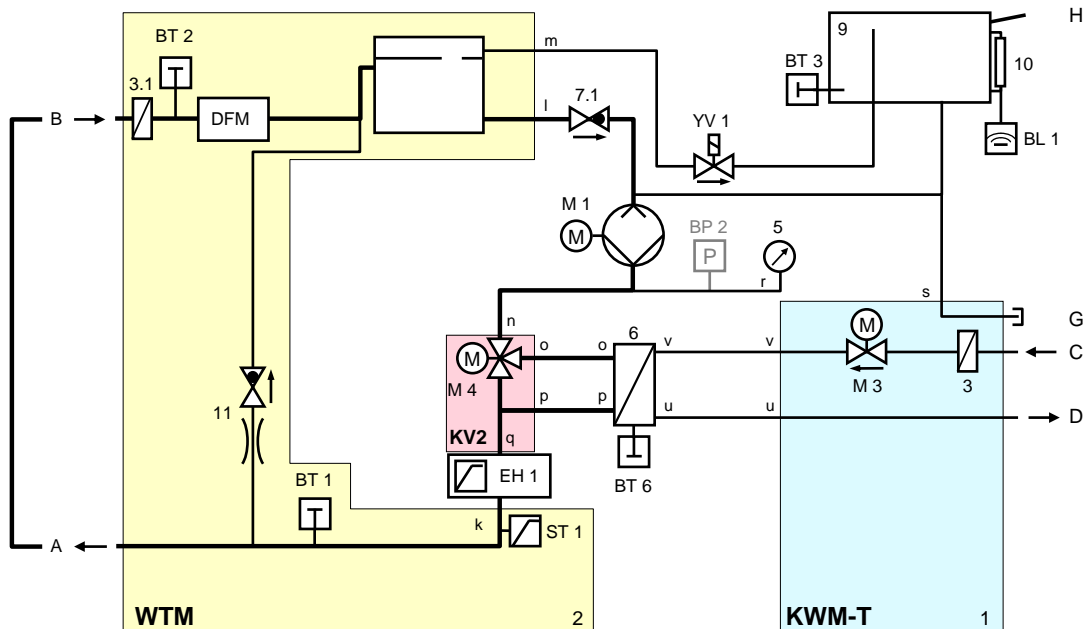 H
BT 2
m
9
BT 3
10
3.1
l
7.1
B
DFM
YV 1
BL 1
M 1
M
BP 2
5
P
r
s
n
M
G
6
o
o
v
v
C
M
M 4
M 3
3
11
p
p
u
u
D
KV2
q
EH 1
BT 1
BT 6
k
ST 1
A
WTM
2
KWM-T
1